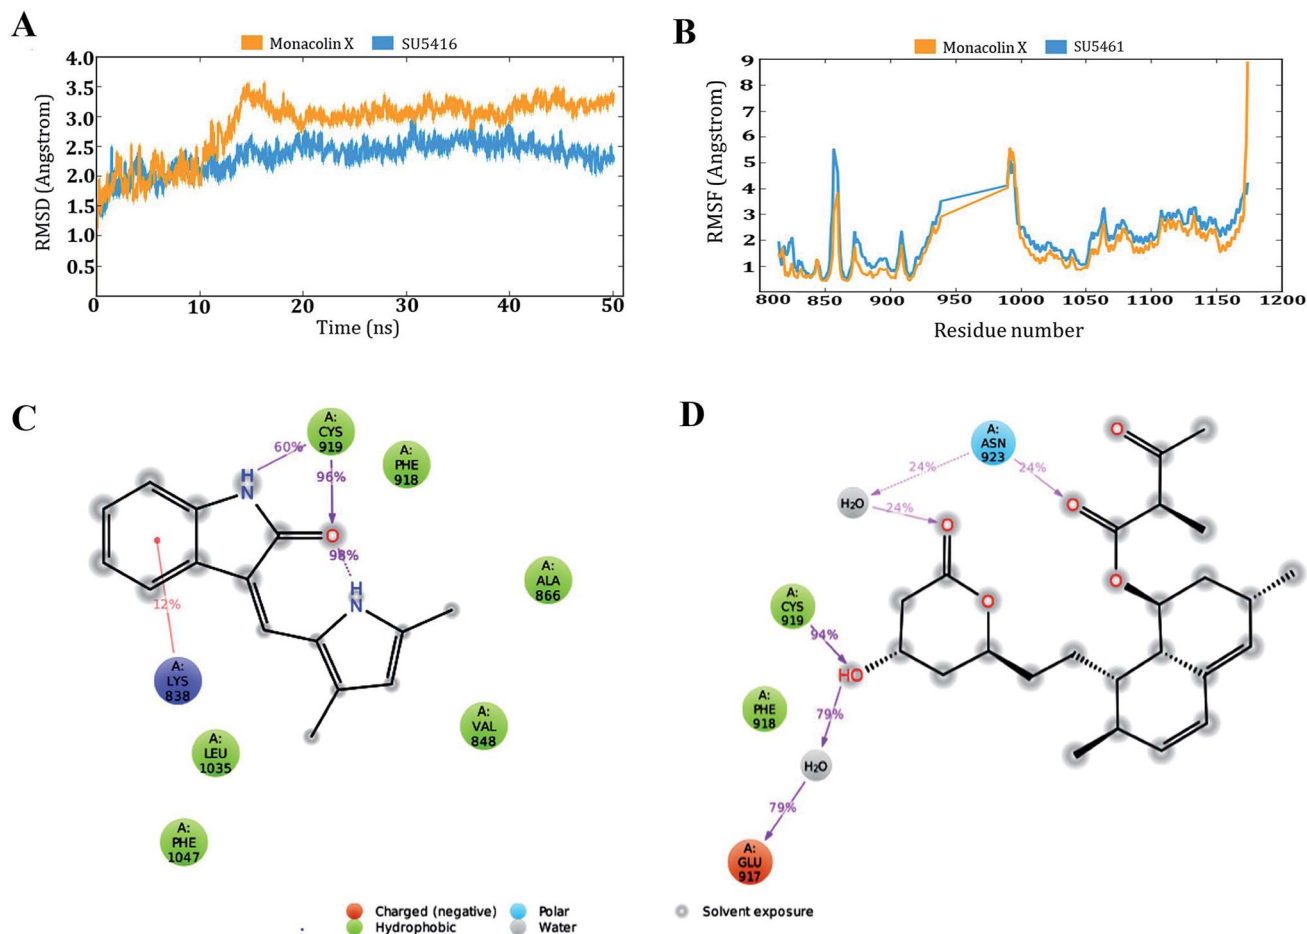 A
Monacolin X SU5416
RMSD (Angstrom)
4.0
3.5
3.0
2.5
2.0
1.5
1.0
0.5
0 10 20 30 40 50
Time (ns)
B
Monacolin X SU5461
RMSF (Angstrom)
9
8
7
6
5
4
3
2
1
800 850 900 950 1000 1050 1100 1150 1200
Residue number
C
A:
CYS
919
60%
96%
A:
PHE
918
H
N
O
98%
H
N
A:
ALA
866
12%
A:
LYS
838
A:
VAL
848
A:
LEU
1035
A:
PHE
1047
D
A:
ASN
923
24%
24%
H₂O
24%
O
O
O
O
O
A:
CYS
919
94%
HO
A:
PHE
918
79%
H₂O
79%
A:
GLU
917
Charged (negative) Polar Solvent exposure
Hydrophobic Water